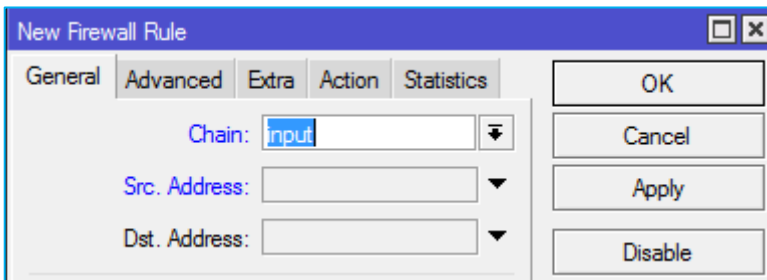 New Firewall Rule
General Advanced Extra Action Statistics
OK
Chain: input
Cancel
Src. Address:
Apply
Dst. Address:
Disable